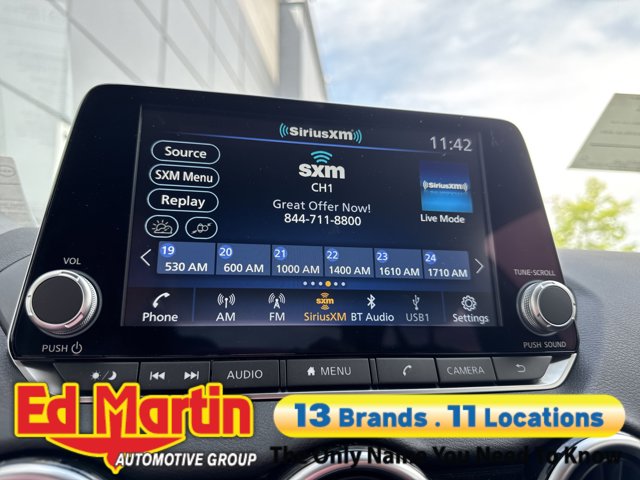 ((SiriusXM))
11:42
Source
SXM Menu
Replay
sxm
CH1
Great Offer Now!
844-711-8800
((SiriusXM))
Live Mode
19 20 21 22 23 24
530 AM 600 AM 1000 AM 1400 AM 1610 AM 1710 AM
sxm
Phone AM FM SiriusXM BT Audio USB1 Settings
VOL
PUSH
TUNE·SCROLL
PUSH SOUND
AUDIO MENU CAMERA
Ed Martin
AUTOMOTIVE GROUP
13 Brands . 11 Locations
The Only Name You Need To Know